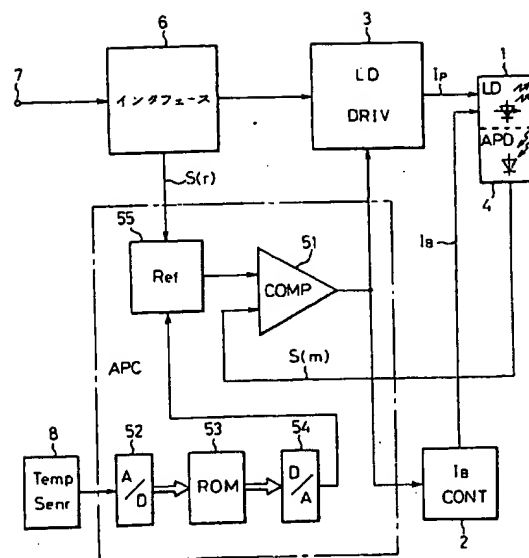 6
インタフェース
7
3
LD
DRIV
IP
1
LD
APD
4
S(r)
55
Ref
51
COMP
IB
APC
S(m)
8
Temp
Senr
52
A/D
53
ROM
54
D/A
IB
CONT
2